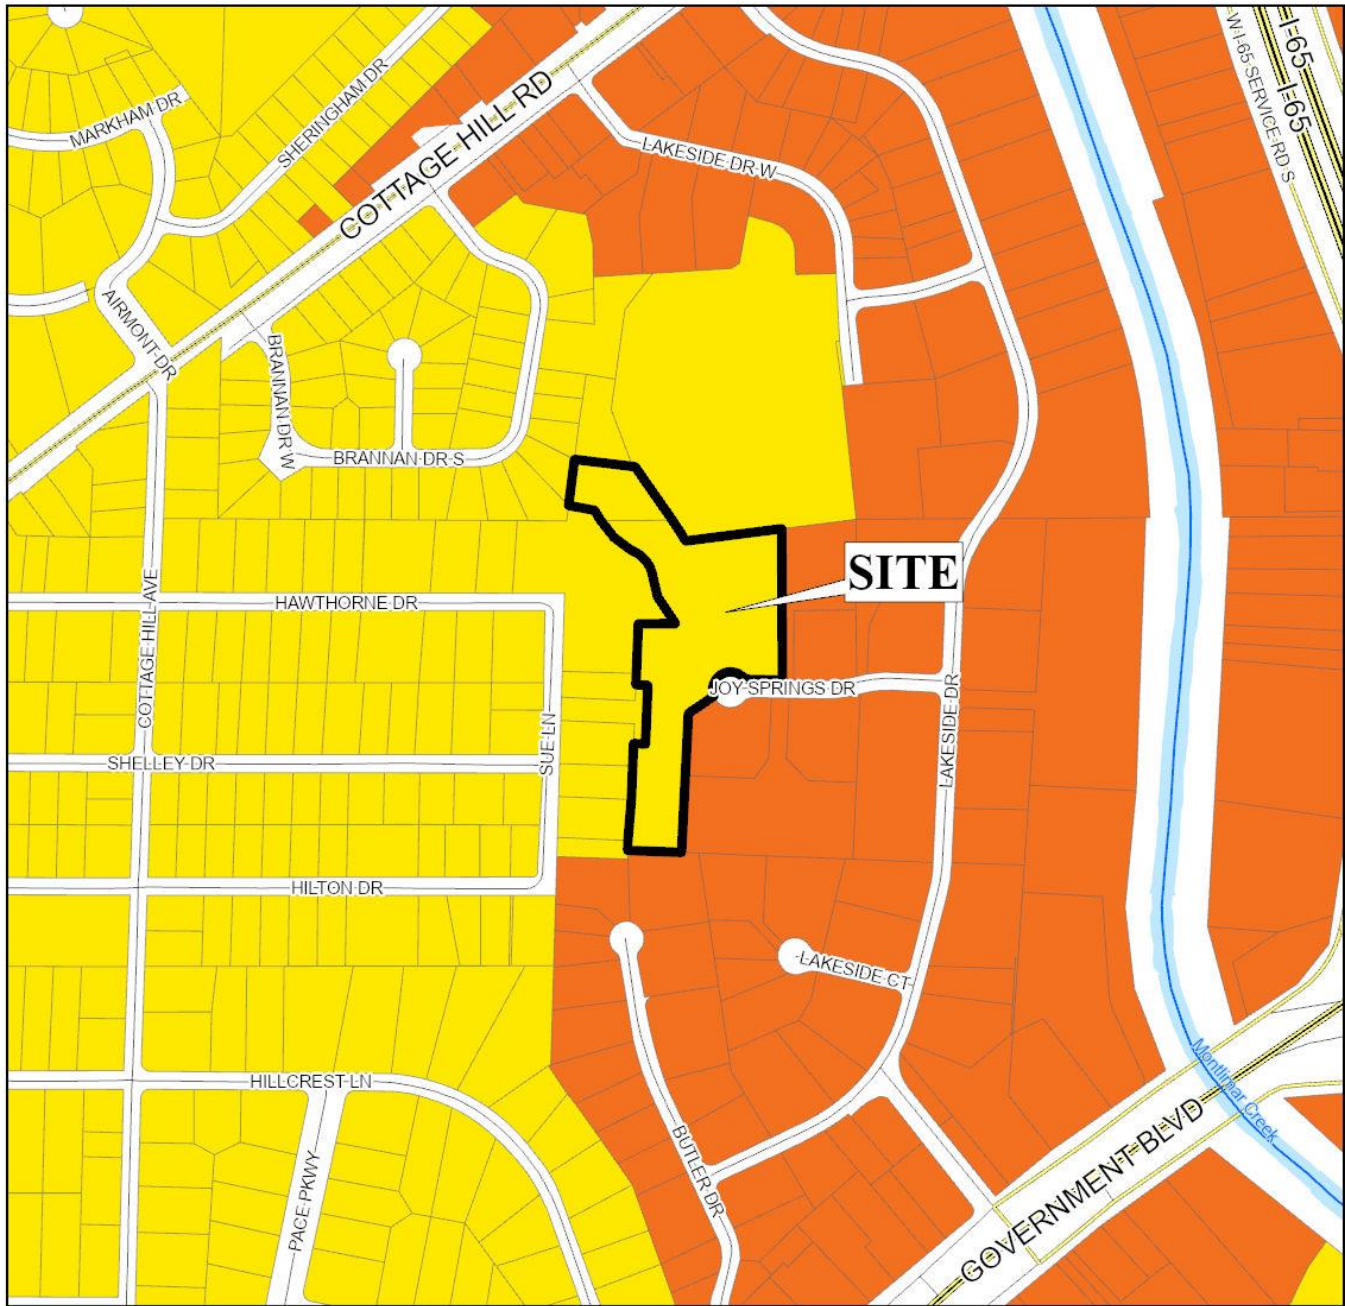 I-65
I-65
W-I-65-SERVICE-RD S
MARKHAM DR
SHERINGHAM DR
COTTAGE HILL RD
LAKESIDE DR W
AIRMONT DR
BRANNAN DR W
BRANNAN DR S
SITE
HAWTHORNE DR
COTTAGE HILL AVE
JOY SPRINGS DR
LAKESIDE DR
SUE LN
SHELLEY DR
HILTON DR
LAKESIDE CT
HILLCREST LN
Montlimar Creek
BUTLER DR
PACE PKWY
GOVERNMENT BLVD